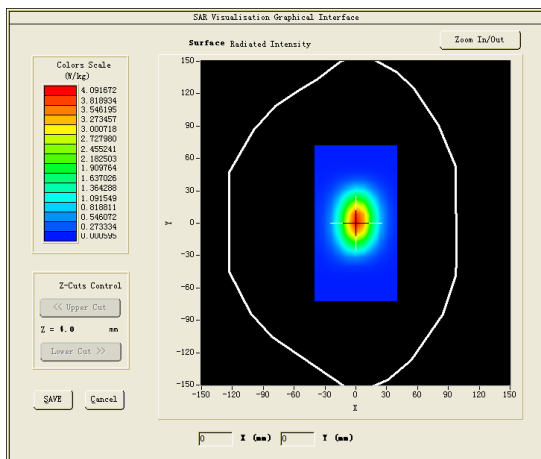 SAR Visualisation Graphical Interface
Surface Radiated Intensity
Zoom In/Out
Colors Scale
(W/kg)
4.091672
3.818934
3.546195
3.273457
3.000718
2.727980
2.455241
2.182503
1.909764
1.637026
1.364288
1.091549
0.818811
0.546072
0.273334
0.000595
Z-Cuts Control
<< Upper Cut
Z = 4.0 mm
Lower Cut >>
SAVE
Cancel
150
120
90
60
30
0
-30
-60
-90
-120
-150
Y
-150 -120 -90 -60 -30 0 30 60 90 120 150
X
0 X (mm) 0 Y (mm)